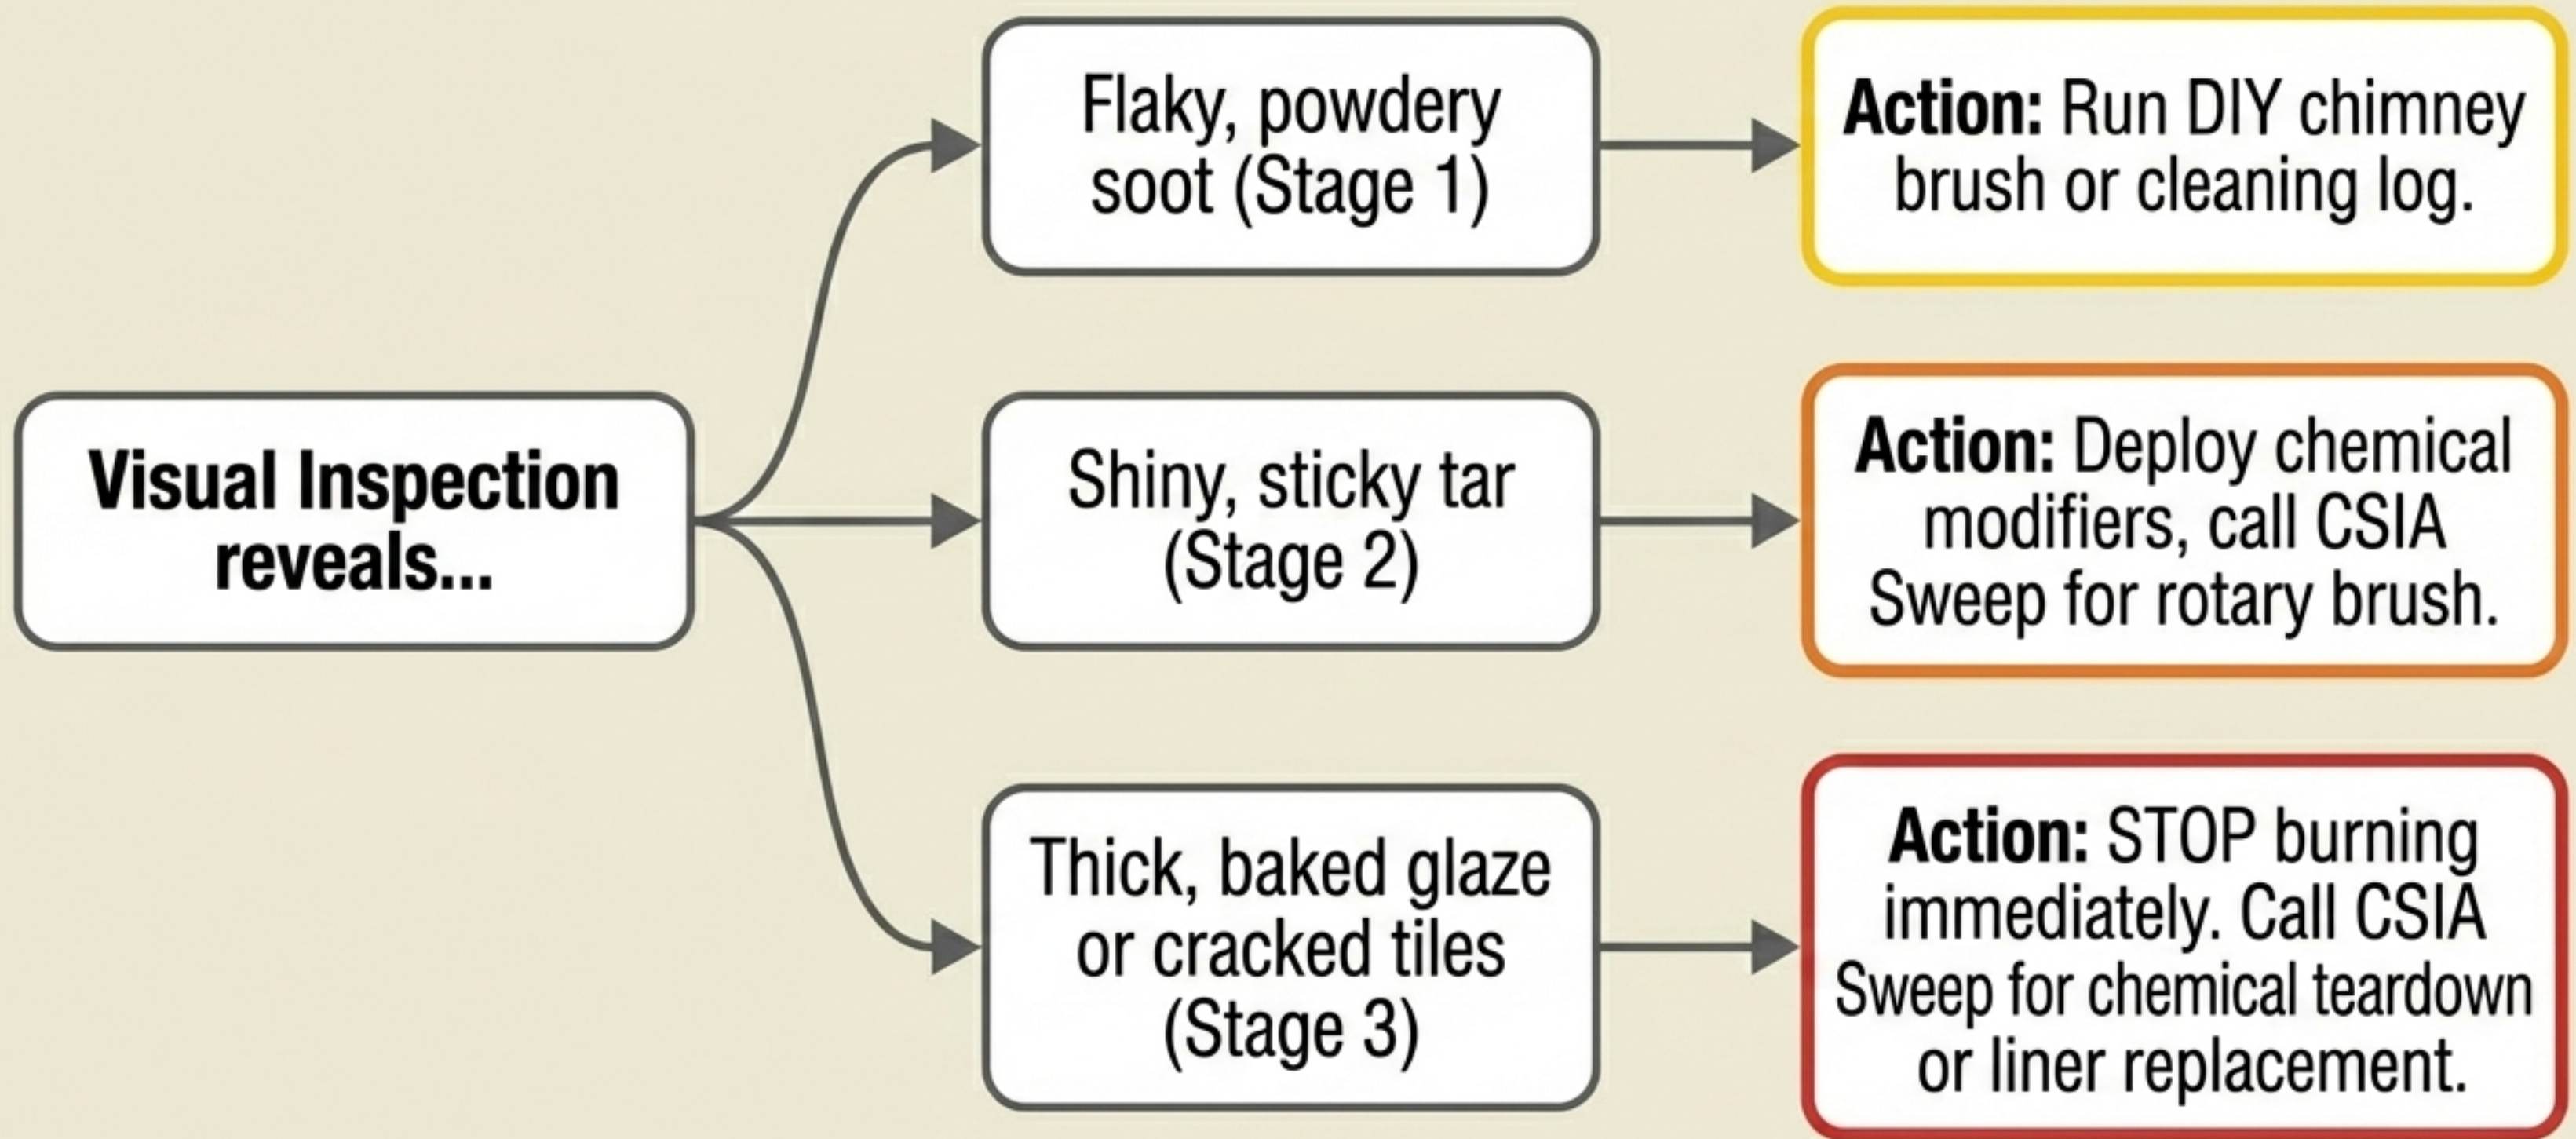 Visual Inspection
reveals...
Flaky, powdery
soot (Stage 1)
Action: Run DIY chimney
brush or cleaning log.
Shiny, sticky tar
(Stage 2)
Action: Deploy chemical
modifiers, call CSIA
Sweep for rotary brush.
Thick, baked glaze
or cracked tiles
(Stage 3)
Action: STOP burning
immediately. Call CSIA
Sweep for chemical teardown
or liner replacement.